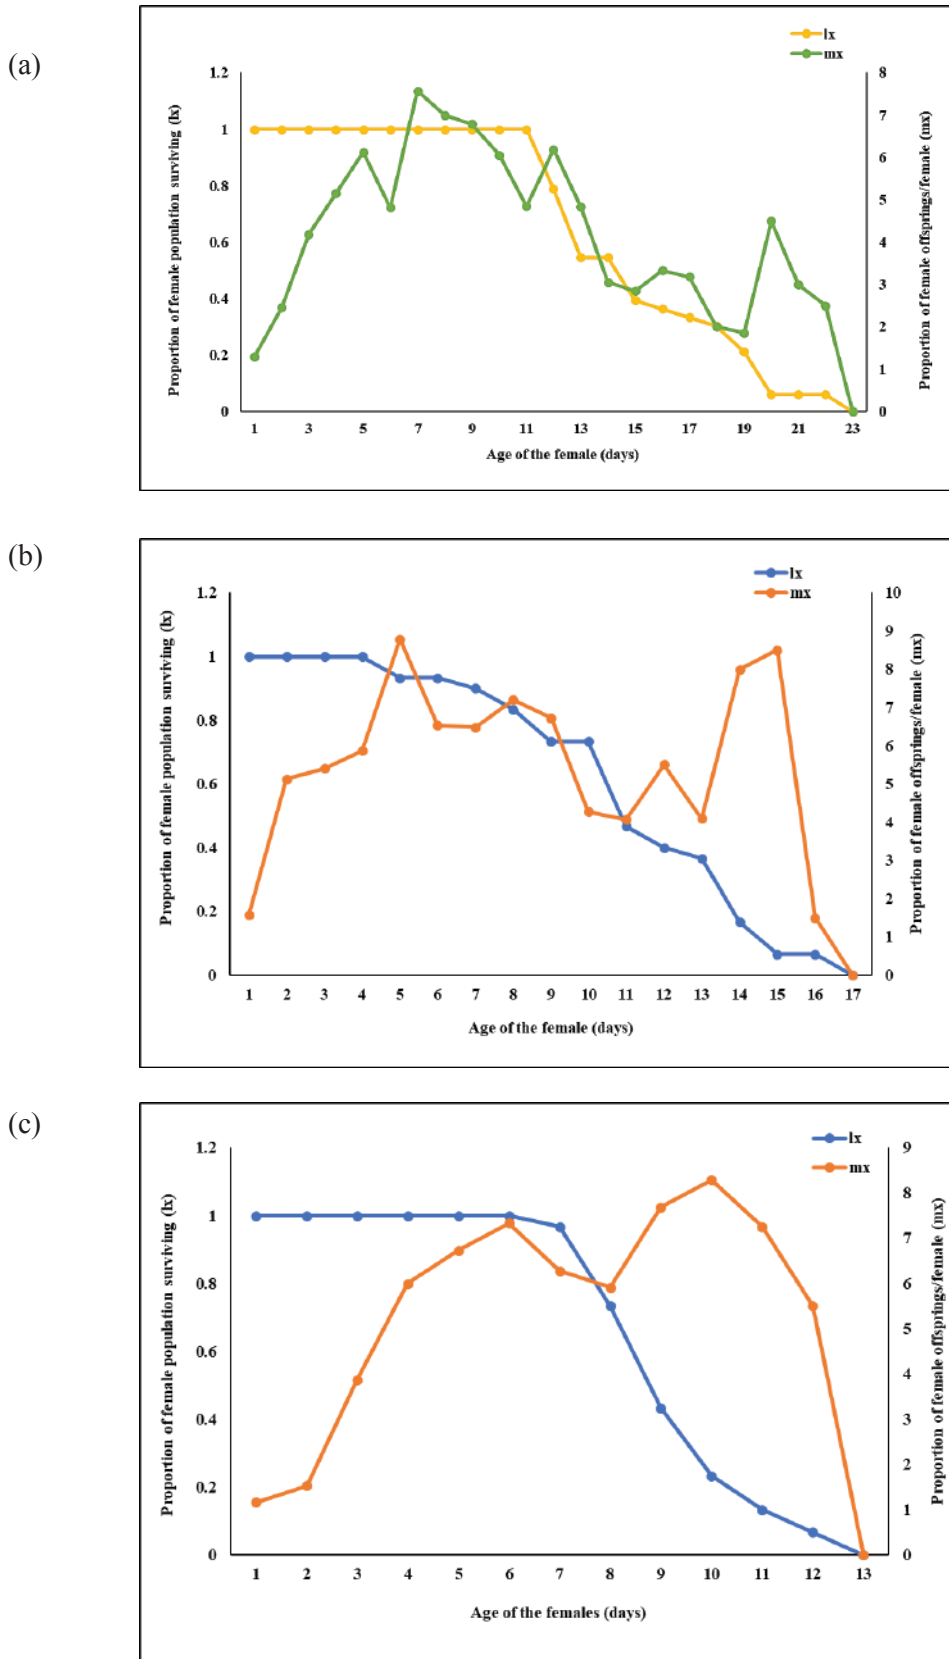 (a)
lx
mx
1.2
1
0.8
0.6
0.4
0.2
0
8
7
6
5
4
3
2
1
0
Proportion of female population surviving (lx)
Proportion of female offsprings/female (mx)
1 3 5 7 9 11 13 15 17 19 21 23
Age of the female (days)
(b)
lx
mx
1.2
1
0.8
0.6
0.4
0.2
0
10
9
8
7
6
5
4
3
2
1
0
Proportion of female population surviving (lx)
Proportion of female offsprings/female (mx)
1 2 3 4 5 6 7 8 9 10 11 12 13 14 15 16 17
Age of the female (days)
(c)
lx
mx
1.2
1
0.8
0.6
0.4
0.2
0
9
8
7
6
5
4
3
2
1
0
Proportion of female population surviving (lx)
Proportion of female offsprings/female (mx)
1 2 3 4 5 6 7 8 9 10 11 12 13
Age of the females (days)